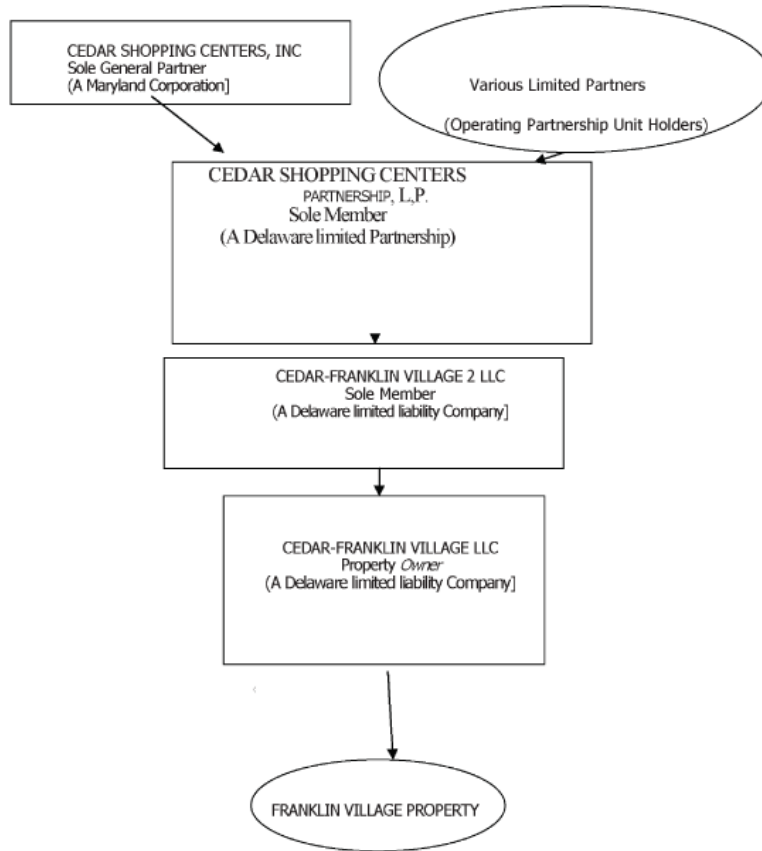 CEDAR SHOPPING CENTERS, INC
Sole General Partner
(A Maryland Corporation]
Various Limited Partners
(Operating Partnership Unit Holders)
CEDAR SHOPPING CENTERS
PARTNERSHIP, L,P.
Sole Member
(A Delaware limited Partnership)
CEDAR-FRANKLIN VILLAGE 2 LLC
Sole Member
(A Delaware limited liability Company]
CEDAR-FRANKLIN VILLAGE LLC
Property Owner
(A Delaware limited liability Company]
FRANKLIN VILLAGE PROPERTY